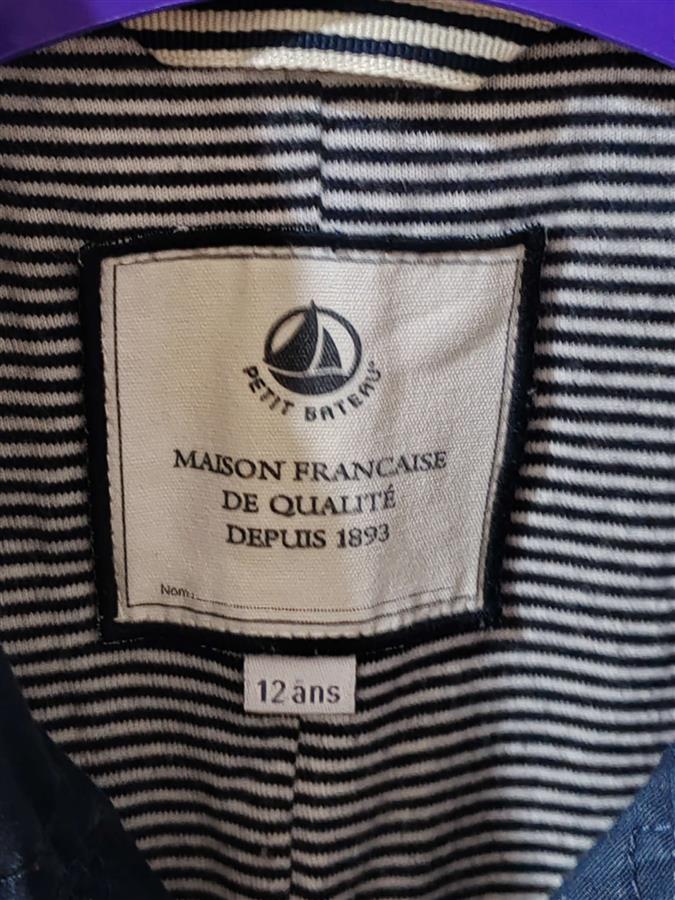 PETIT BATEAU
MAISON FRANCAISE
DE QUALITÉ
DEPUIS 1893
Nom:
12 ans